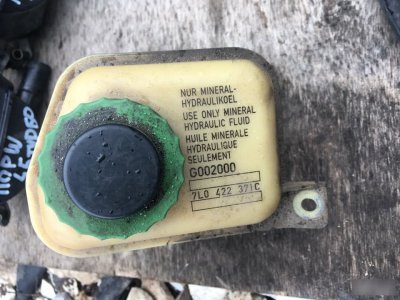 NUR MINERAL-
HYDRAULIKOEL
USE ONLY MINERAL
HYDRAULIC FLUID
HUILE MINERALE
HYDRAULIQUE
SEULEMENT
G002000
7L0 422 371C